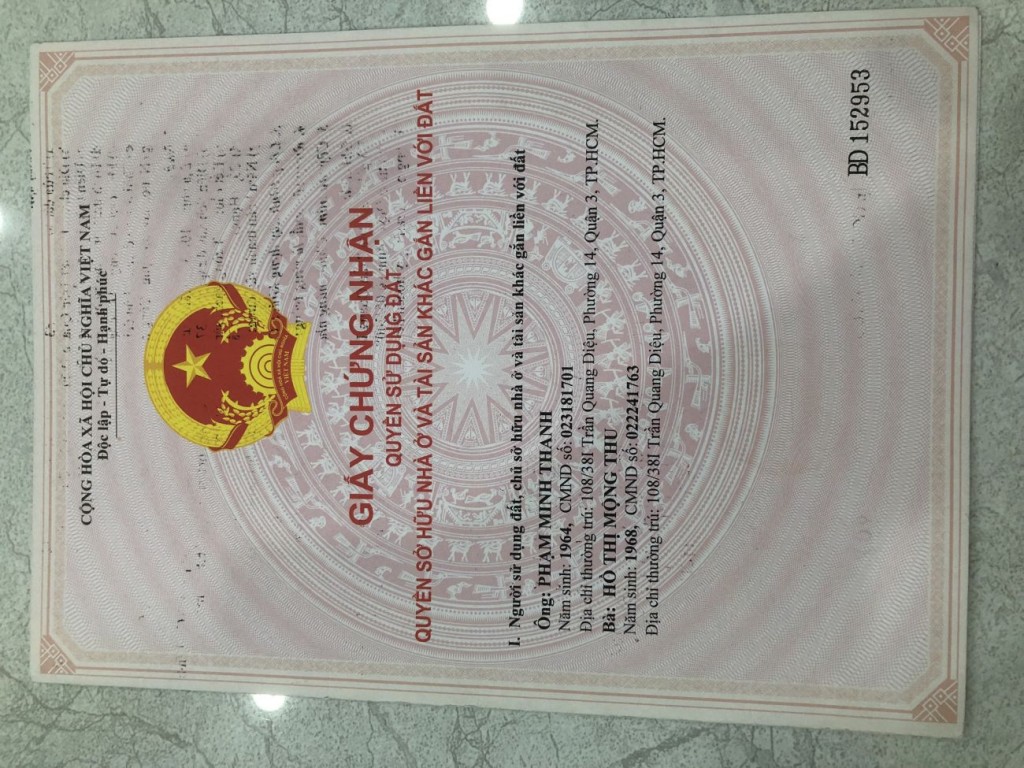 CỘNG HÒA XÃ HỘI CHỦ NGHĨA VIỆT NAM
Độc lập - Tự do - Hạnh phúc
VIỆT NAM
GIẤY CHỨNG NHẬN
QUYỀN SỬ DỤNG ĐẤT
QUYỀN SỞ HỮU NHÀ Ở VÀ TÀI SẢN KHÁC GẮN LIỀN VỚI ĐẤT
I. Người sử dụng đất, chủ sở hữu nhà ở và tài sản khác gắn liền với đất
Ông: PHẠM MINH THANH
Năm sinh: 1964, CMND số: 023181701
Địa chỉ thường trú: 108/38I Trần Quang Diệu, Phường 14, Quận 3, TP.HCM.
Bà: HỒ THỊ MỘNG THU
Năm sinh: 1968, CMND số: 022241763
Địa chỉ thường trú: 108/38I Trần Quang Diệu, Phường 14, Quận 3, TP.HCM.
BD 152953